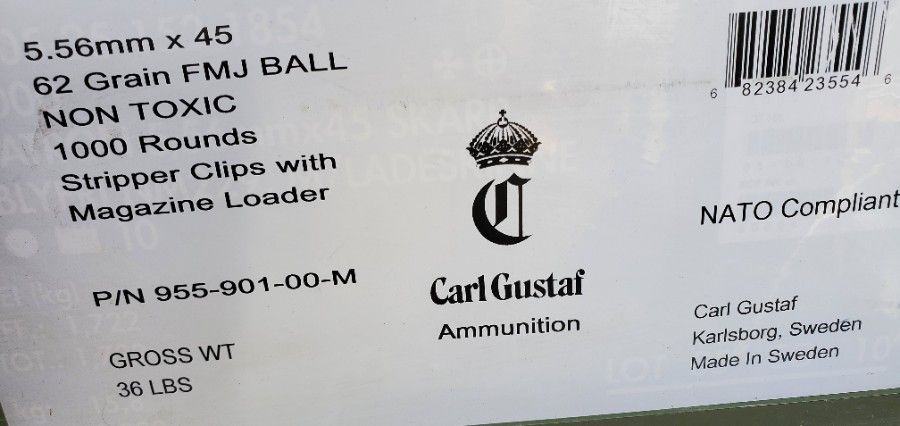 5.56mm x 45
62 Grain FMJ BALL
NON TOXIC
1000 Rounds
Stripper Clips with
Magazine Loader
P/N 955-901-00-M
GROSS WT
36 LBS
C
Carl Gustaf
Ammunition
6 82384 23554 6
NATO Compliant
Carl Gustaf
Karlsborg, Sweden
Made In Sweden
LOT